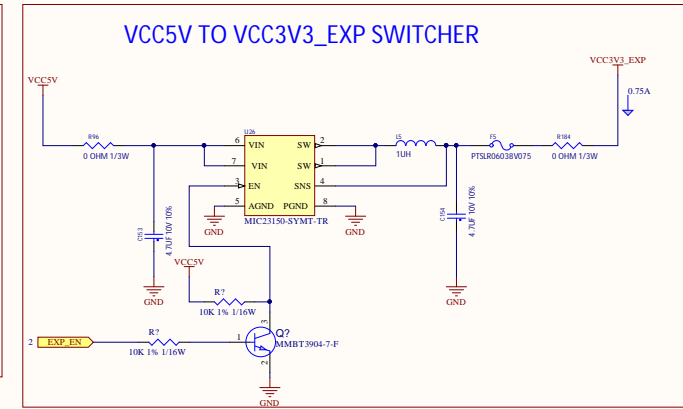 VCC5V TO VCC3V3_EXP SWITCHER
VCC3V3_EXP
VCC5V
0.75A
U26
R96
0 OHM 1/3W
6 VIN SW 2
7 VIN SW 1
3 EN SNS 4
5 AGND PGND 8
MIC23150-SYMT-TR
L5
1UH
F5
PTSLR06038V075
R184
0 OHM 1/3W
C153
4.7UF 10V 10%
C154
4.7UF 10V 10%
GND
GND
GND
GND
VCC5V
R?
10K 1% 1/16W
3
Q?
MMBT3904-7-F
1
2
2 EXP_EN
R?
10K 1% 1/16W
GND